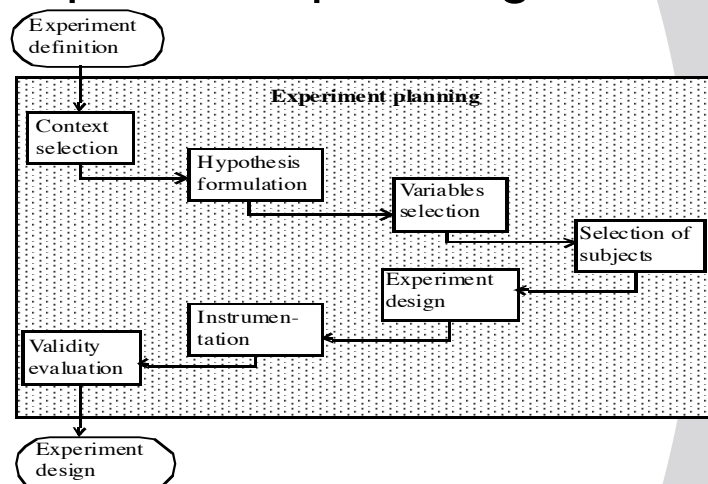 Experiment
definition
Experiment planning
Context
selection
Hypothesis
formulation
Variables
selection
Selection of
subjects
Experiment
design
Instrumen-
tation
Validity
evaluation
Experiment
design